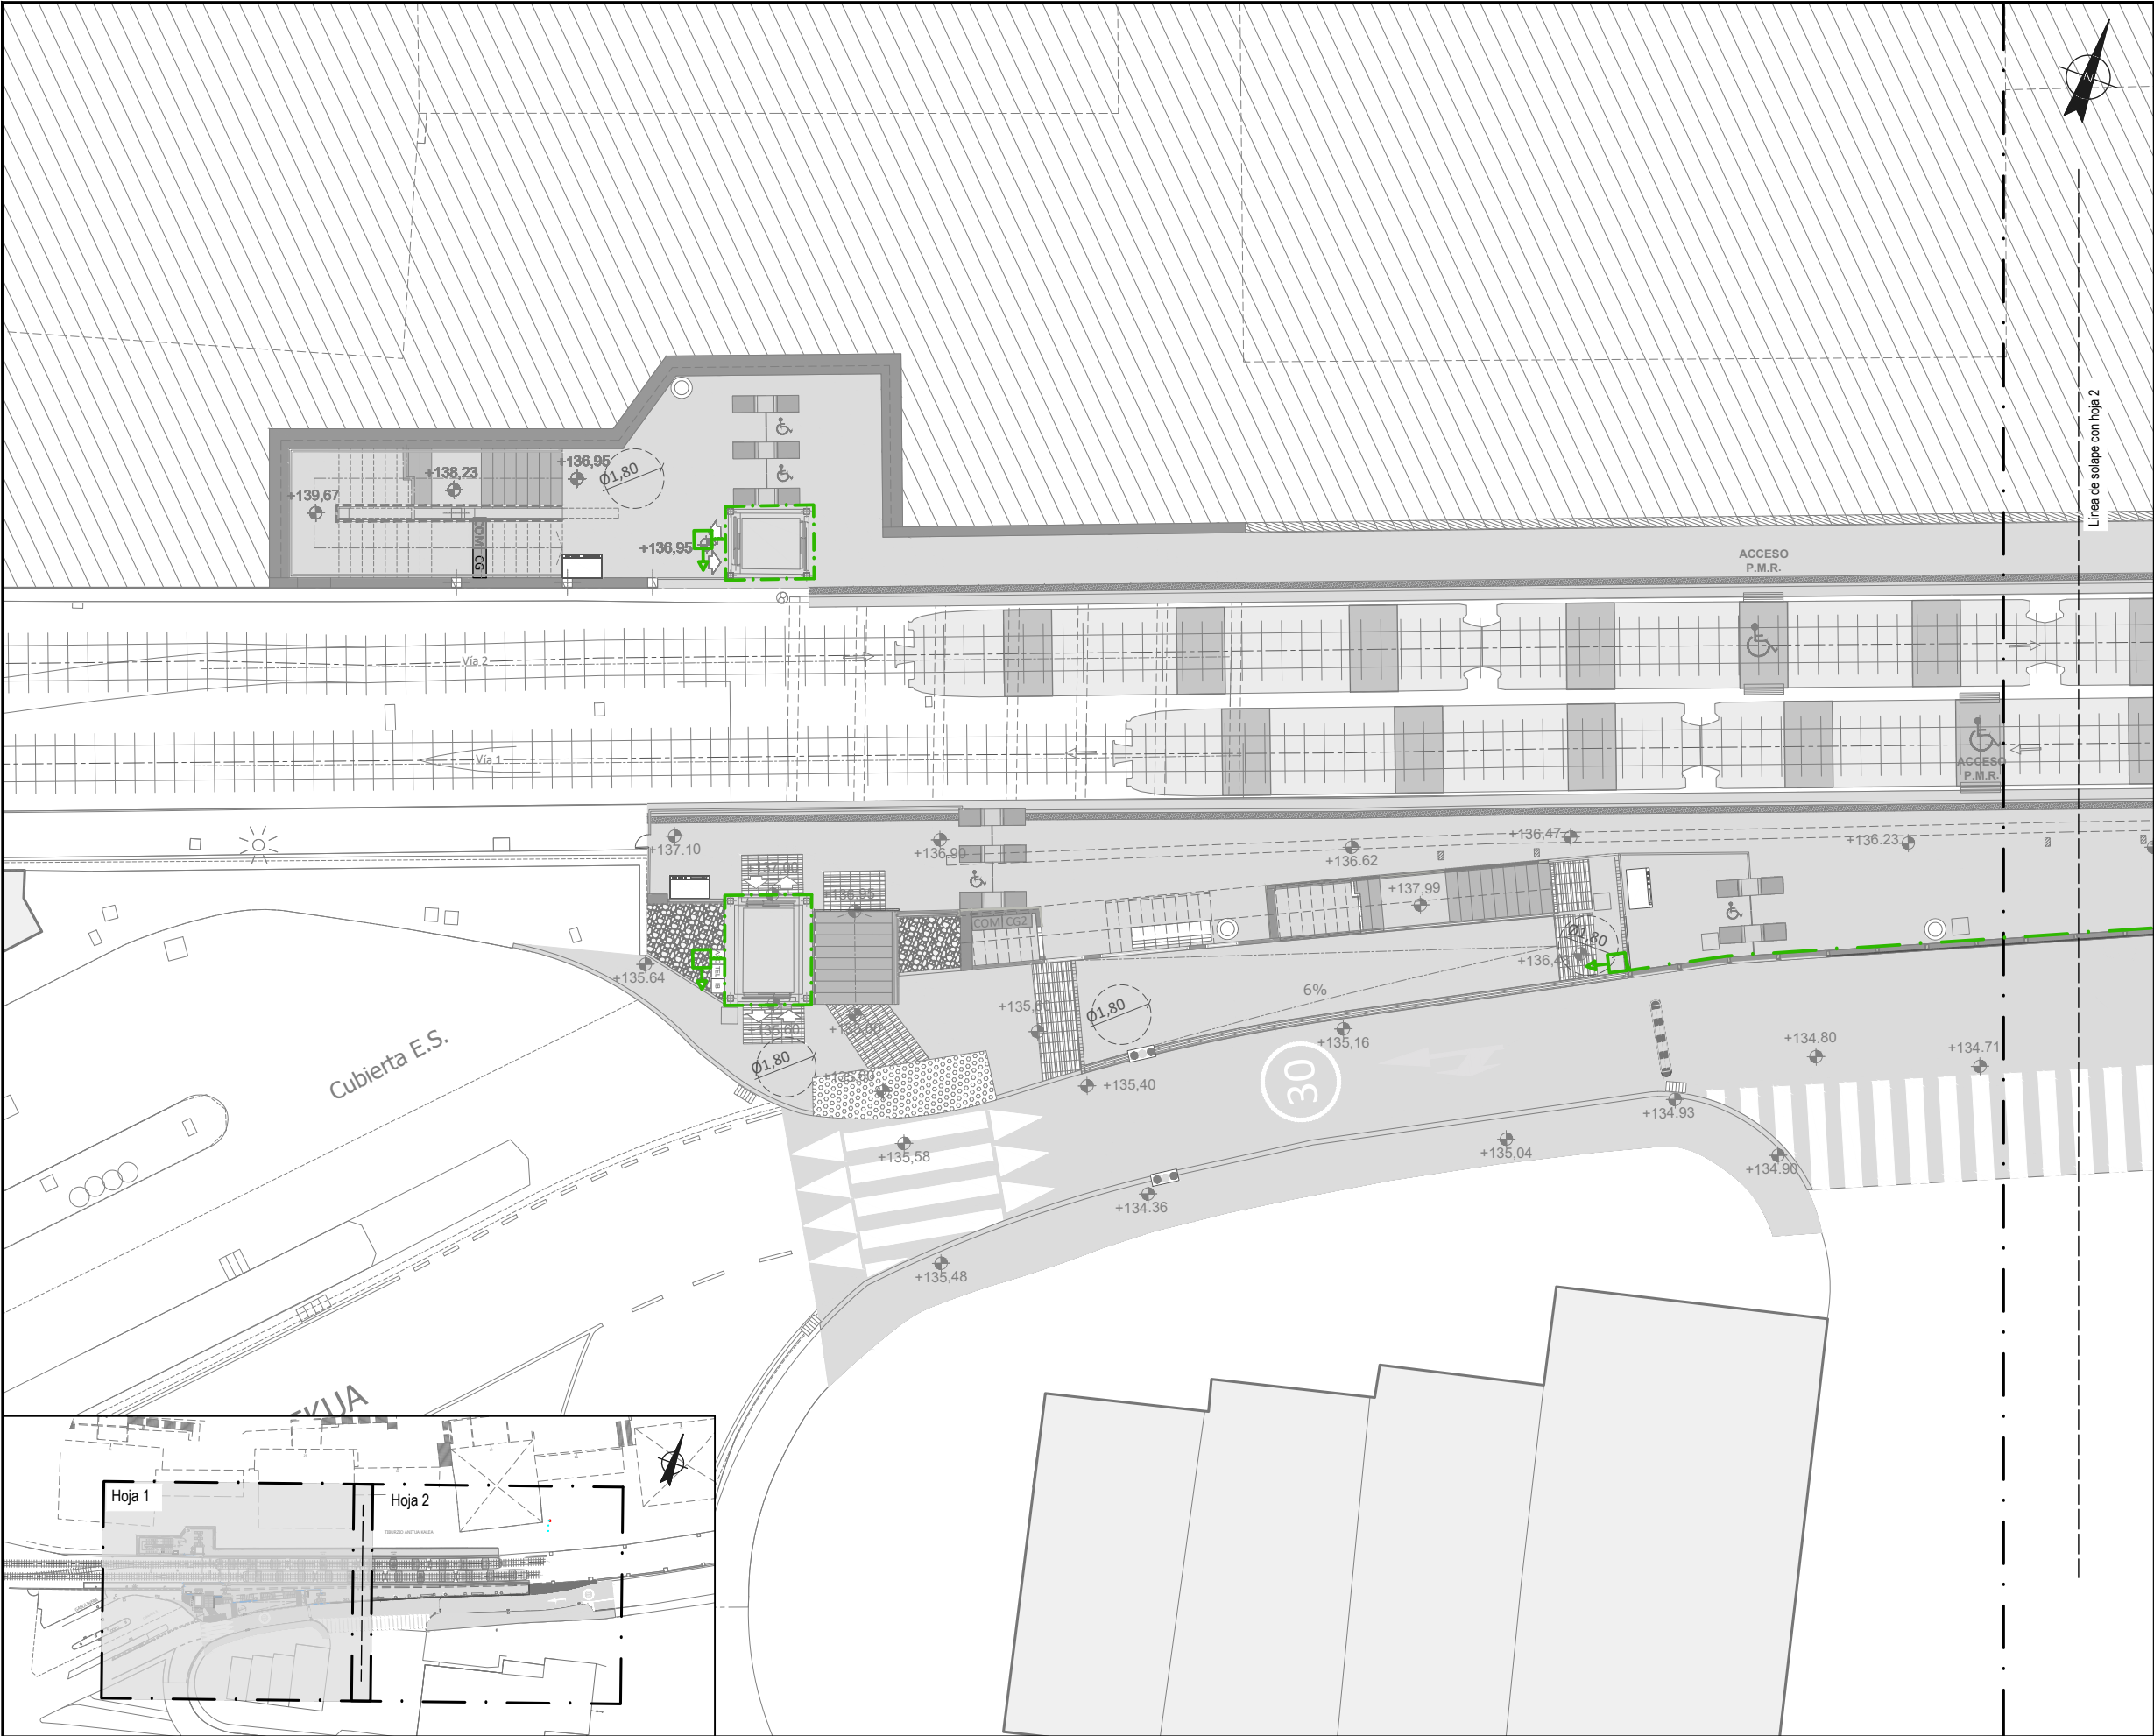 N
Línea de solape con hoja 2
+138,23
+136,95
Ø1,80
+139,67
COM CG
+136,95
ACCESO
P.M.R.
Vía 2
Vía 1
ACCESO
P.M.R.
+137.10
+136.90
+136.62
+136,47
+136.23
+137.00
+136,95
+137,99
COM CG2
Ø1,80
+135.64
+135,60
6%
Ø1,80
+135,16
+134.80
+134.71
Cubierta E.S.
Ø1,80
30
+135,40
+134.93
+135,58
+135,04
+134.90
+134.36
+135,48
Hoja 1
Hoja 2